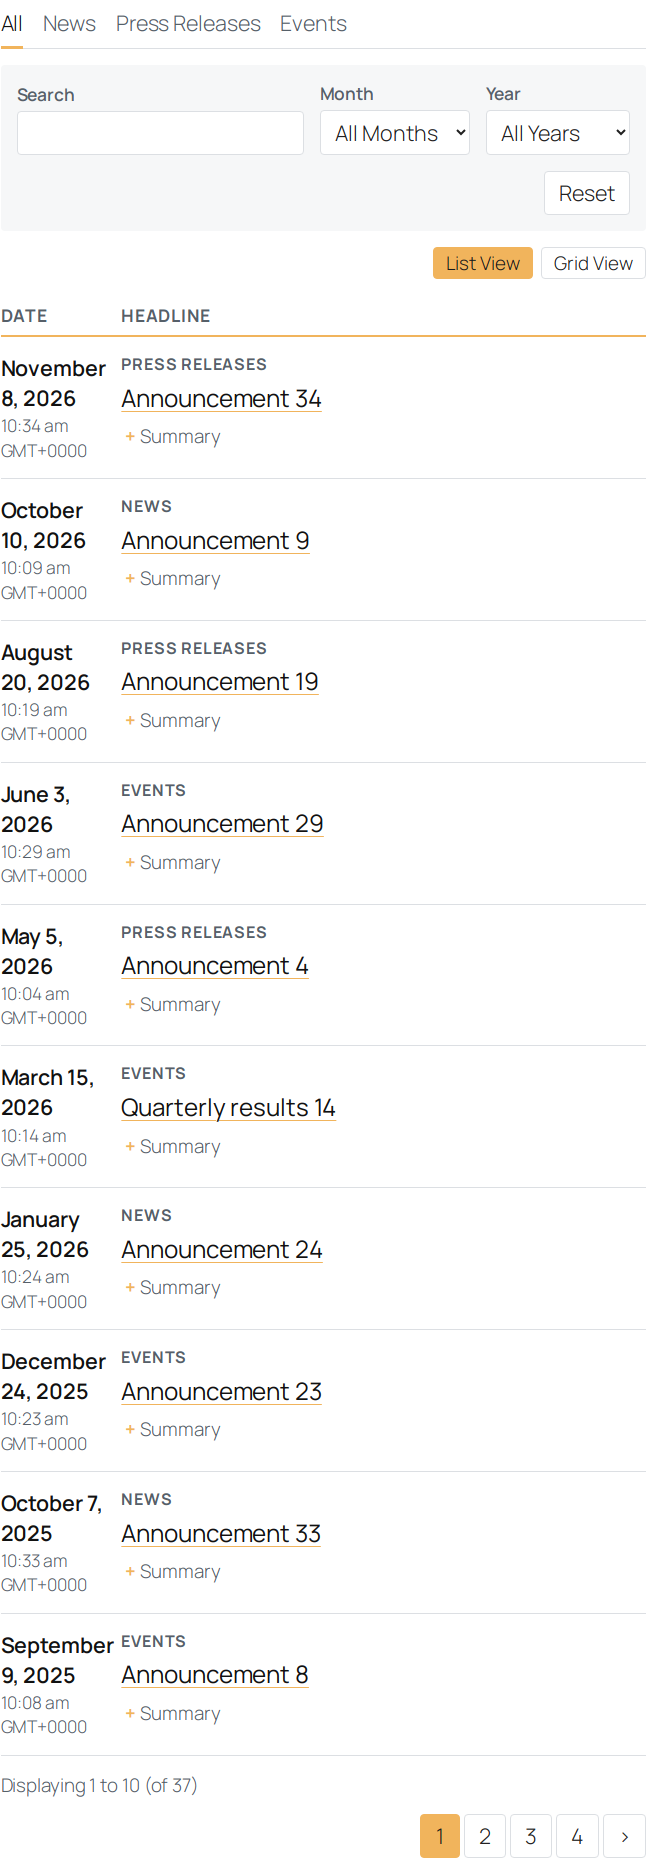 All News Press Releases Events
Search Month Year
All Months All Years
Reset
List View Grid View
DATE HEADLINE
November 8, 2026
10:34 am GMT+0000
PRESS RELEASES
Announcement 34
+ Summary
October 10, 2026
10:09 am GMT+0000
NEWS
Announcement 9
+ Summary
August 20, 2026
10:19 am GMT+0000
PRESS RELEASES
Announcement 19
+ Summary
June 3, 2026
10:29 am GMT+0000
EVENTS
Announcement 29
+ Summary
May 5, 2026
10:04 am GMT+0000
PRESS RELEASES
Announcement 4
+ Summary
March 15, 2026
10:14 am GMT+0000
EVENTS
Quarterly results 14
+ Summary
January 25, 2026
10:24 am GMT+0000
NEWS
Announcement 24
+ Summary
December 24, 2025
10:23 am GMT+0000
EVENTS
Announcement 23
+ Summary
October 7, 2025
10:33 am GMT+0000
NEWS
Announcement 33
+ Summary
September 9, 2025
10:08 am GMT+0000
EVENTS
Announcement 8
+ Summary
Displaying 1 to 10 (of 37)
1 2 3 4 ›